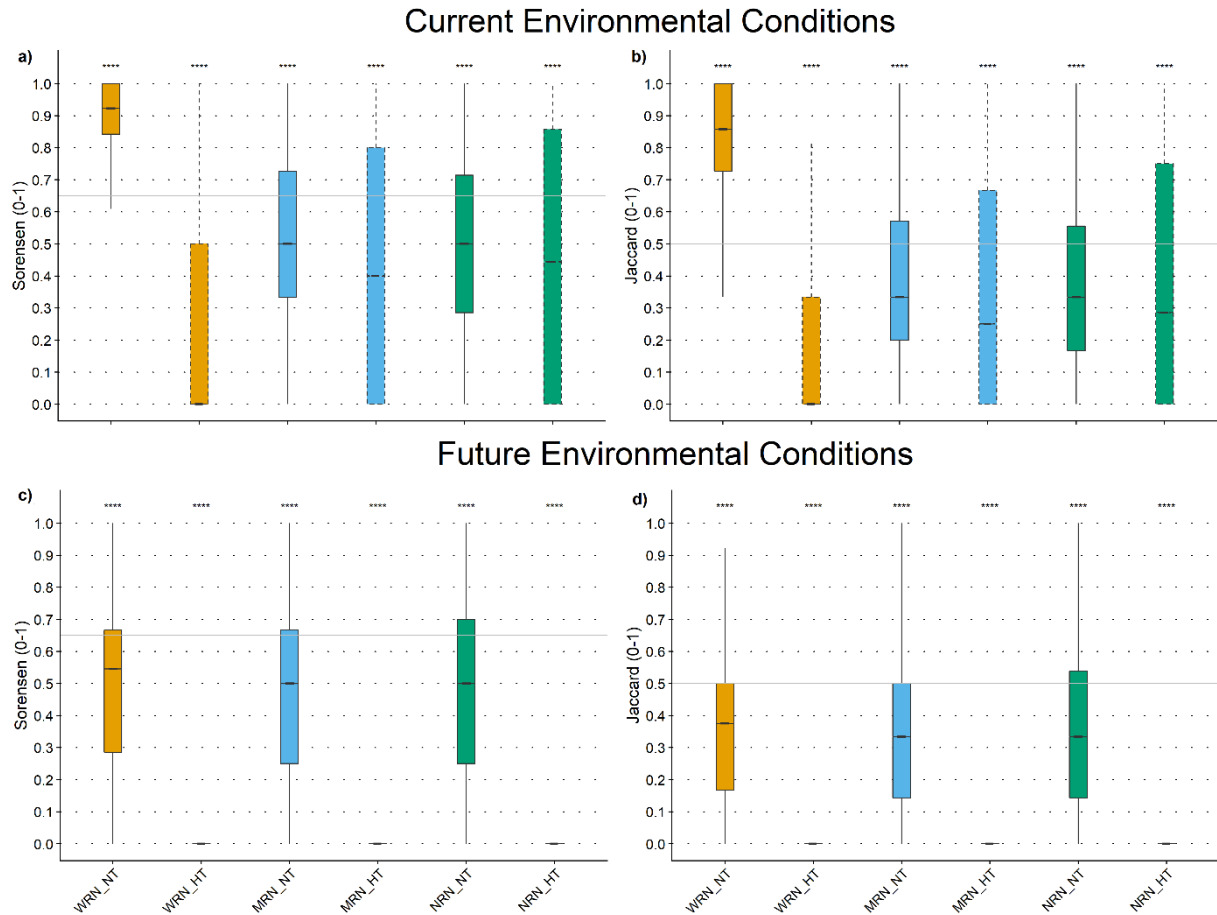 Current Environmental Conditions
a)
**** **** **** **** **** ****
Sorensen (0-1)
1.0
0.9
0.8
0.7
0.6
0.5
0.4
0.3
0.2
0.1
0.0
b)
**** **** **** **** **** ****
Jaccard (0-1)
1.0
0.9
0.8
0.7
0.6
0.5
0.4
0.3
0.2
0.1
0.0
Future Environmental Conditions
c)
**** **** **** **** **** ****
Sorensen (0-1)
1.0
0.9
0.8
0.7
0.6
0.5
0.4
0.3
0.2
0.1
0.0
WRN_NT
WRN_HT
MRN_NT
MRN_HT
NRN_NT
NRN_HT
d)
**** **** **** **** **** ****
Jaccard (0-1)
1.0
0.9
0.8
0.7
0.6
0.5
0.4
0.3
0.2
0.1
0.0
WRN_NT
WRN_HT
MRN_NT
MRN_HT
NRN_NT
NRN_HT